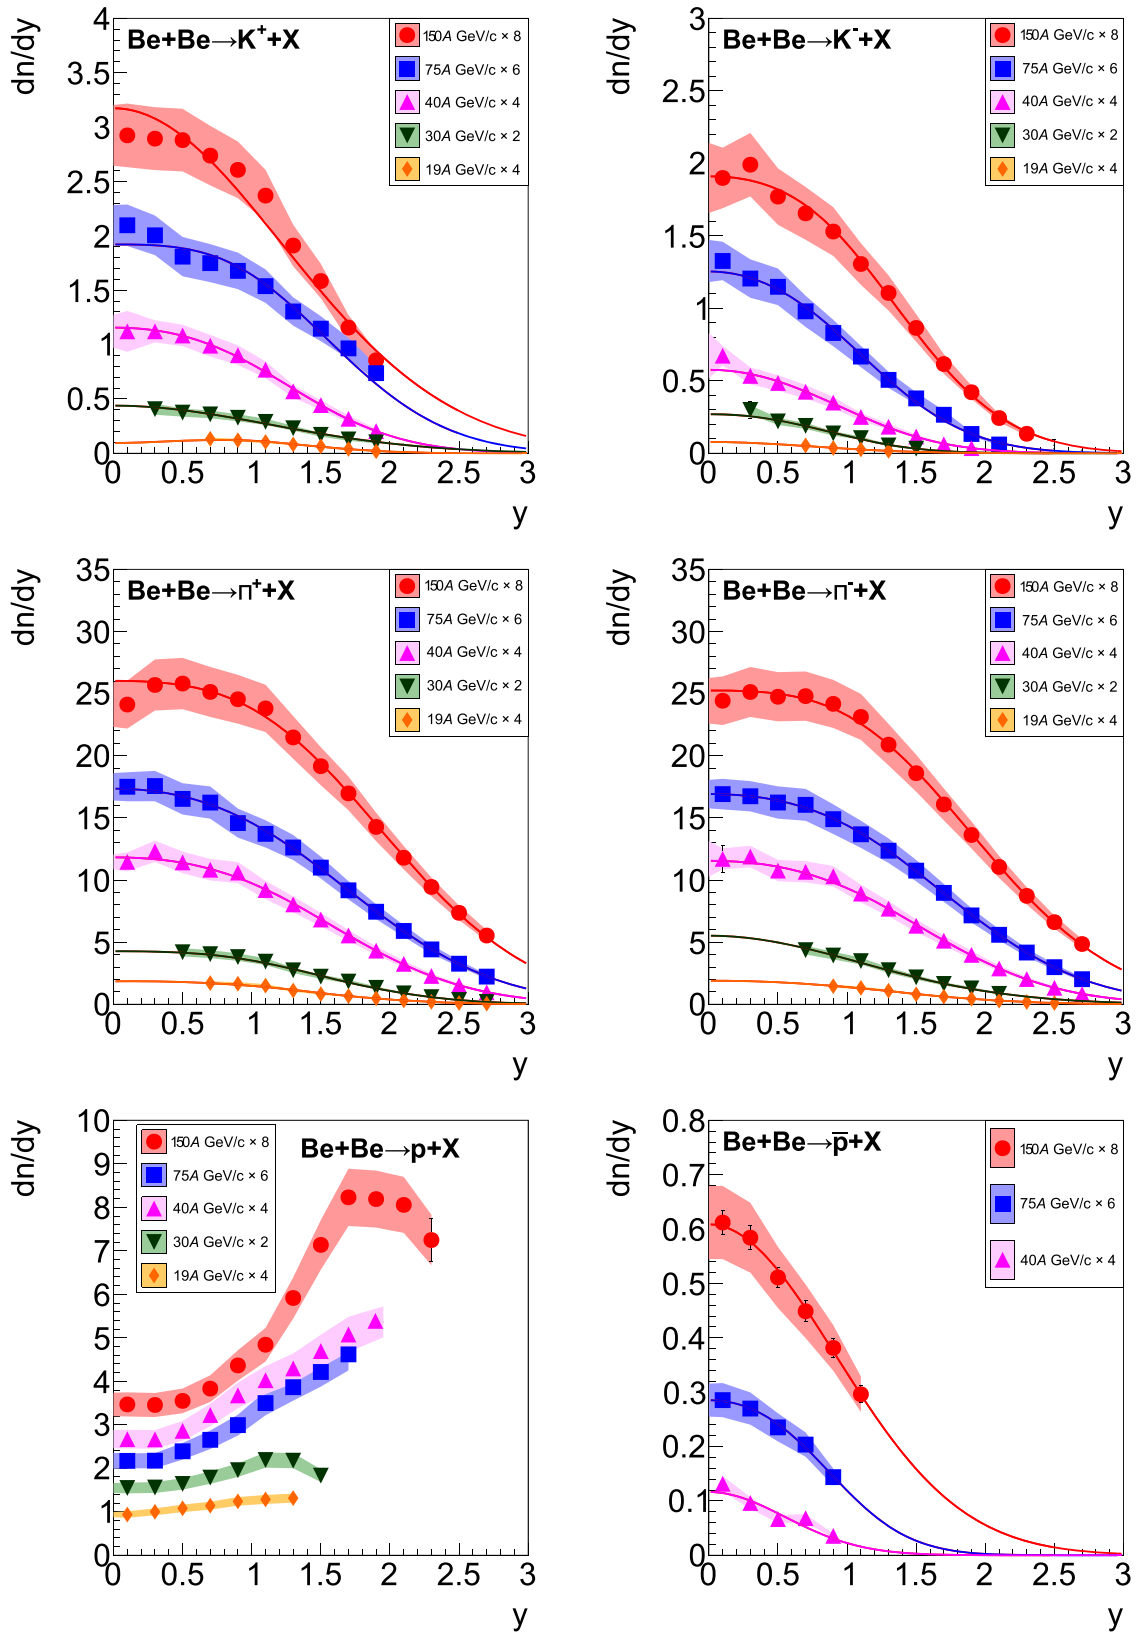 dn/dy
Be+Be→K⁺+X
150A GeV/c × 8
75A GeV/c × 6
40A GeV/c × 4
30A GeV/c × 2
19A GeV/c × 4
4
3.5
3
2.5
2
1.5
1
0.5
0
0 0.5 1 1.5 2 2.5 3
y
dn/dy
Be+Be→K⁻+X
150A GeV/c × 8
75A GeV/c × 6
40A GeV/c × 4
30A GeV/c × 2
19A GeV/c × 4
3
2.5
2
1.5
1
0.5
0
0 0.5 1 1.5 2 2.5 3
y
dn/dy
Be+Be→π⁺+X
150A GeV/c × 8
75A GeV/c × 6
40A GeV/c × 4
30A GeV/c × 2
19A GeV/c × 4
35
30
25
20
15
10
5
0
0 0.5 1 1.5 2 2.5 3
y
dn/dy
Be+Be→π⁻+X
150A GeV/c × 8
75A GeV/c × 6
40A GeV/c × 4
30A GeV/c × 2
19A GeV/c × 4
35
30
25
20
15
10
5
0
0 0.5 1 1.5 2 2.5 3
y
dn/dy
150A GeV/c × 8
75A GeV/c × 6
40A GeV/c × 4
30A GeV/c × 2
19A GeV/c × 4
Be+Be→p+X
10
9
8
7
6
5
4
3
2
1
0
0 0.5 1 1.5 2 2.5 3
y
dn/dy
Be+Be→p̅+X
150A GeV/c × 8
75A GeV/c × 6
40A GeV/c × 4
0.8
0.7
0.6
0.5
0.4
0.3
0.2
0.1
0
0 0.5 1 1.5 2 2.5 3
y